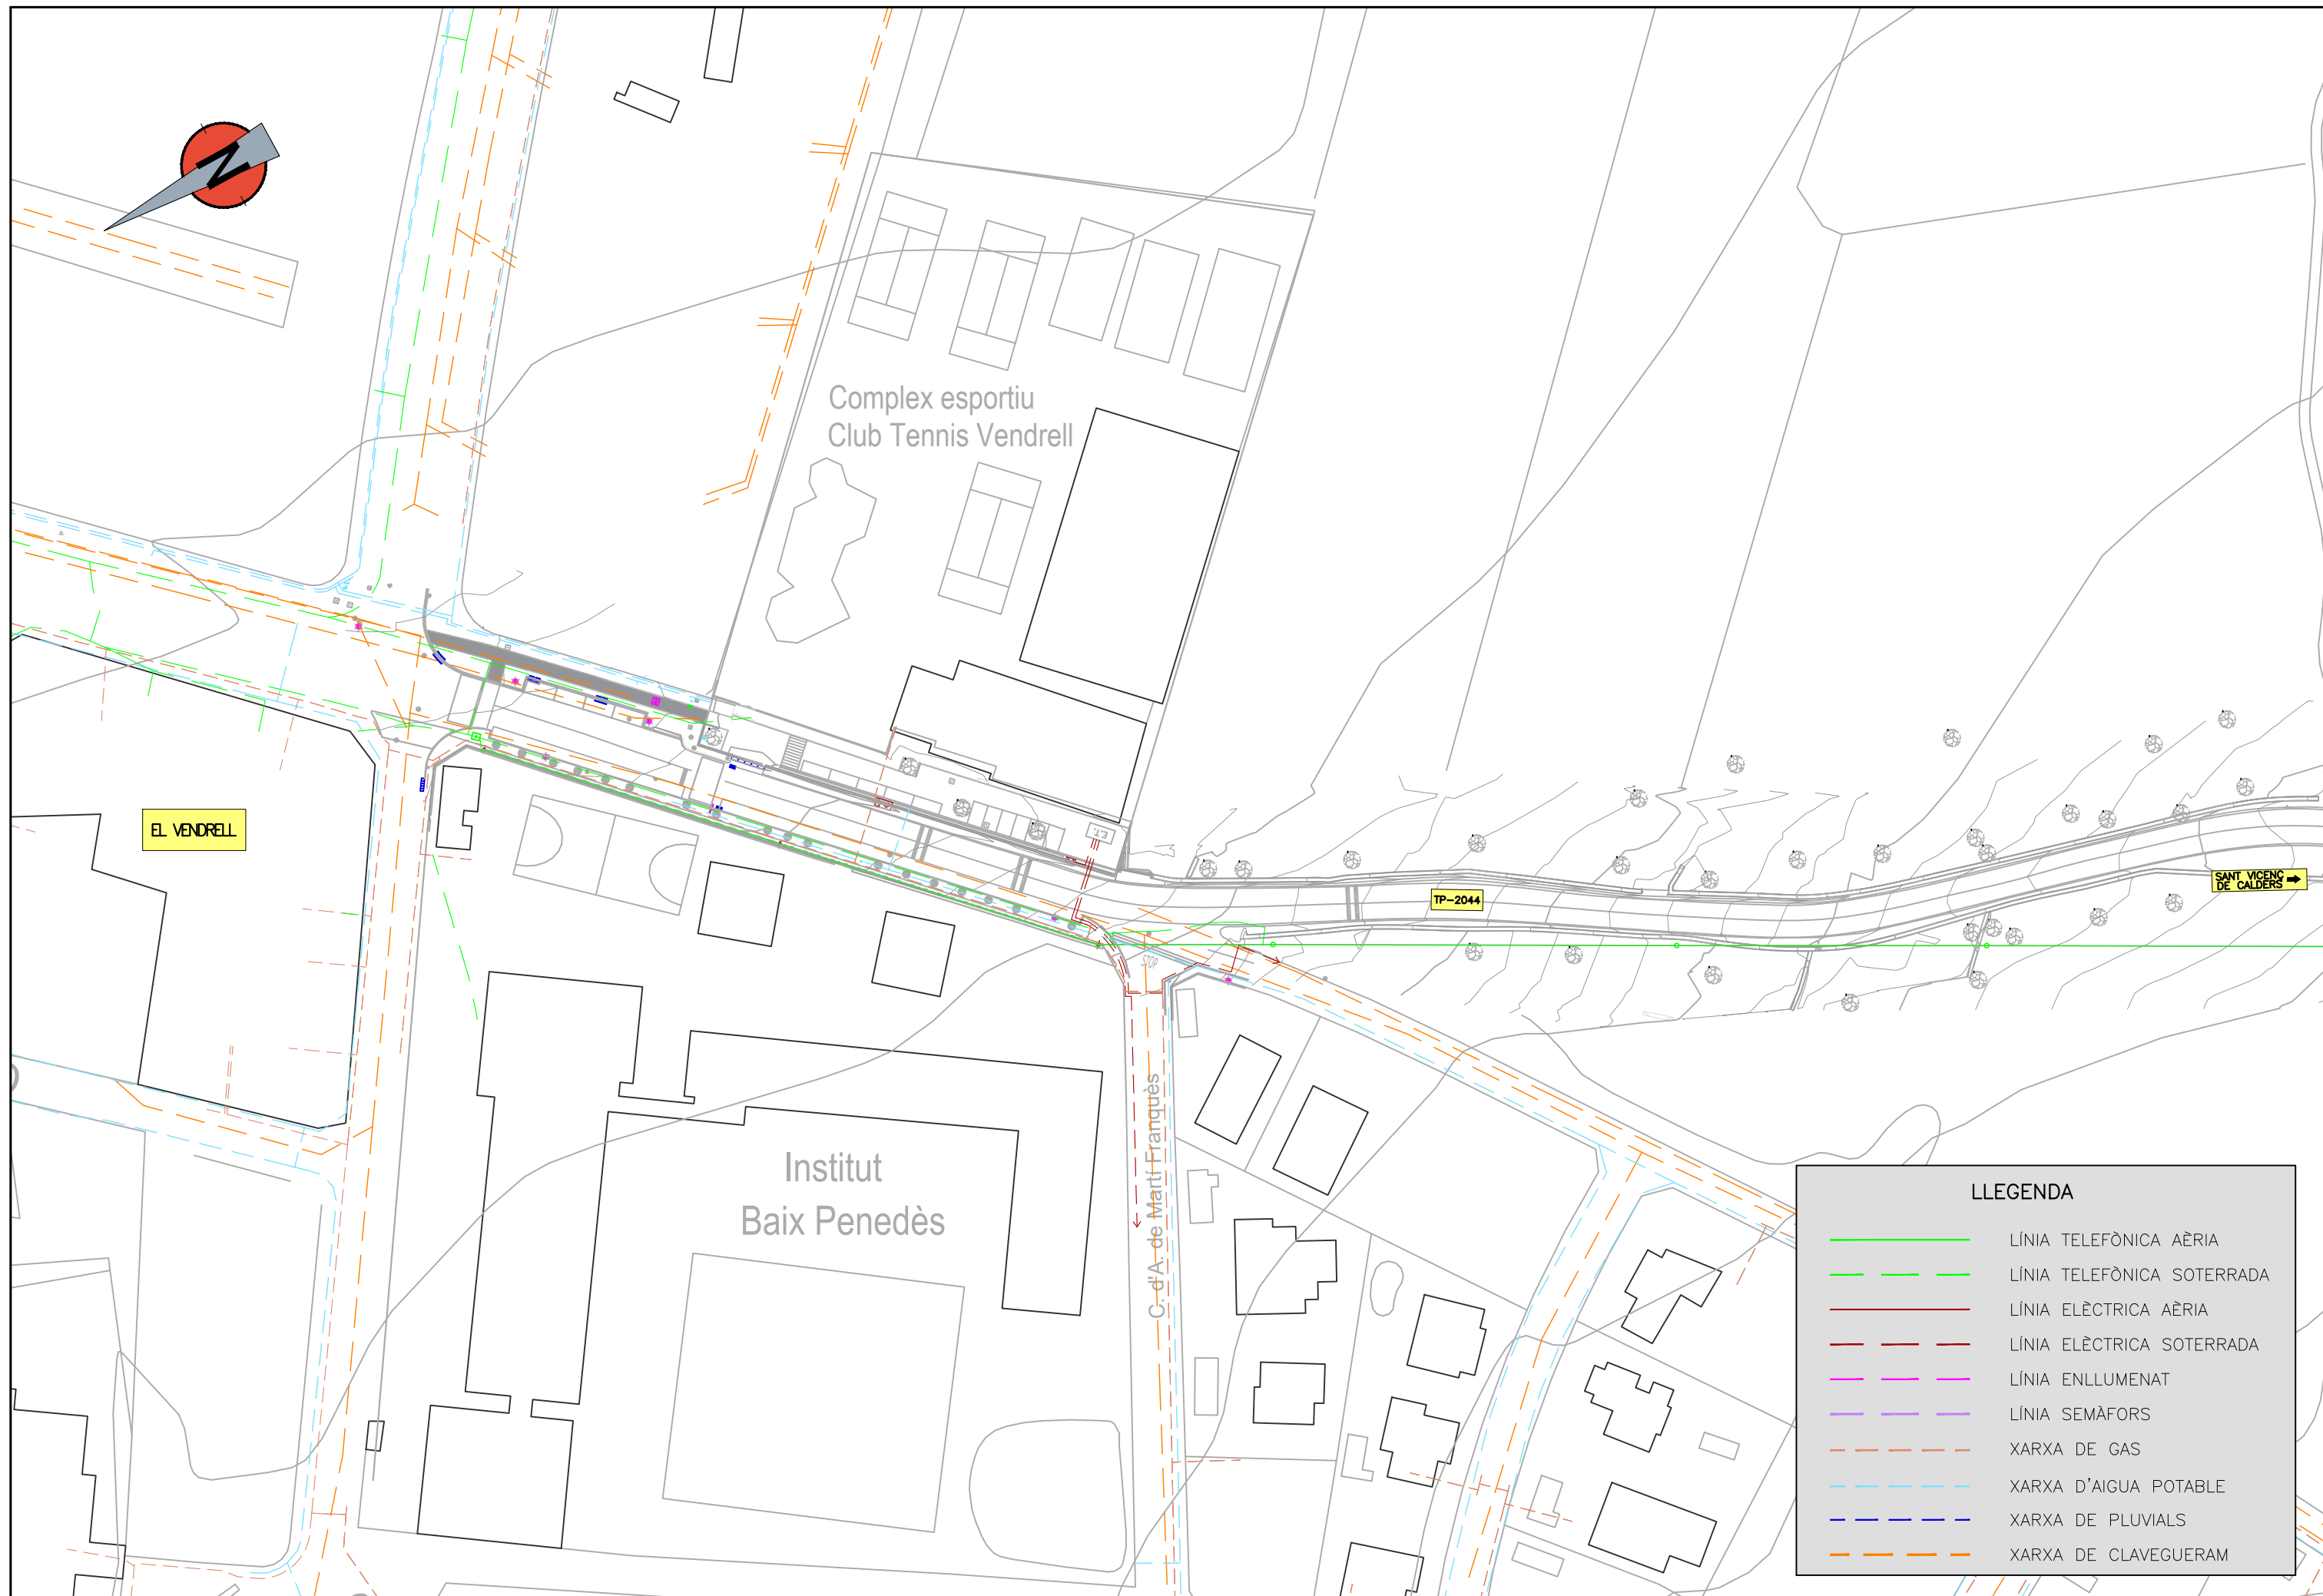 N
Complex esportiu
Club Tennis Vendrell
EL VENDRELL
E.T.
TP-2044
SANT VICENÇ
DE CALDERS
STOP
Institut
Baix Penedès
C. d'A. de Martí Franquès
LLEGENDA
LÍNIA TELEFÒNICA AÈRIA
LÍNIA TELEFÒNICA SOTERRADA
LÍNIA ELÈCTRICA AÈRIA
LÍNIA ELÈCTRICA SOTERRADA
LÍNIA ENLLUMENAT
LÍNIA SEMÀFORS
XARXA DE GAS
XARXA D'AIGUA POTABLE
XARXA DE PLUVIALS
XARXA DE CLAVEGUERAM